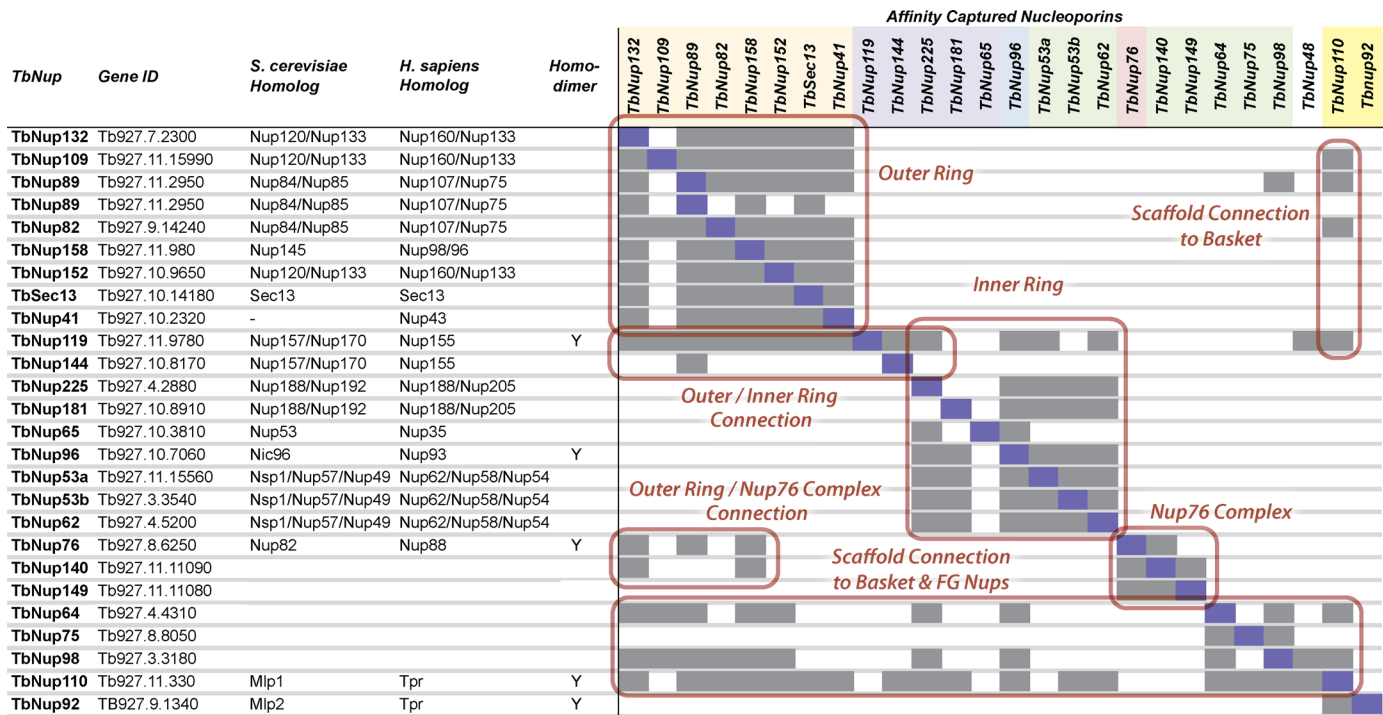 Affinity Captured Nucleoporins
TbNup Gene ID S. cerevisiae Homolog H. sapiens Homolog Homo-dimer TbNup132 TbNup109 TbNup89 TbNup82 TbNup158 TbNup152 TbSec13 TbNup41 TbNup119 TbNup144 TbNup225 TbNup181 TbNup65 TbNup96 TbNup53a TbNup53b TbNup62 TbNup76 TbNup140 TbNup149 TbNup64 TbNup75 TbNup98 TbNup48 TbNup110 Tbnup92
TbNup132 Tb927.7.2300 Nup120/Nup133 Nup160/Nup133
TbNup109 Tb927.11.15990 Nup120/Nup133 Nup160/Nup133
TbNup89 Tb927.11.2950 Nup84/Nup85 Nup107/Nup75
TbNup89 Tb927.11.2950 Nup84/Nup85 Nup107/Nup75
TbNup82 Tb927.9.14240 Nup84/Nup85 Nup107/Nup75
TbNup158 Tb927.11.980 Nup145 Nup98/96
TbNup152 Tb927.10.9650 Nup120/Nup133 Nup160/Nup133
TbSec13 Tb927.10.14180 Sec13 Sec13
TbNup41 Tb927.10.2320 - Nup43
TbNup119 Tb927.11.9780 Nup157/Nup170 Nup155 Y
TbNup144 Tb927.10.8170 Nup157/Nup170 Nup155
TbNup225 Tb927.4.2880 Nup188/Nup192 Nup188/Nup205
TbNup181 Tb927.10.8910 Nup188/Nup192 Nup188/Nup205
TbNup65 Tb927.10.3810 Nup53 Nup35
TbNup96 Tb927.10.7060 Nic96 Nup93 Y
TbNup53a Tb927.11.15560 Nsp1/Nup57/Nup49 Nup62/Nup58/Nup54
TbNup53b Tb927.3.3540 Nsp1/Nup57/Nup49 Nup62/Nup58/Nup54
TbNup62 Tb927.4.5200 Nsp1/Nup57/Nup49 Nup62/Nup58/Nup54
TbNup76 Tb927.8.6250 Nup82 Nup88 Y
TbNup140 Tb927.11.11090
TbNup149 Tb927.11.11080
TbNup64 Tb927.4.4310
TbNup75 Tb927.8.8050
TbNup98 Tb927.3.3180
TbNup110 Tb927.11.330 Mlp1 Tpr Y
TbNup92 TB927.9.1340 Mlp2 Tpr Y
Outer Ring
Scaffold Connection
to Basket
Inner Ring
Outer / Inner Ring
Connection
Outer Ring / Nup76 Complex
Connection
Nup76 Complex
Scaffold Connection
to Basket & FG Nups